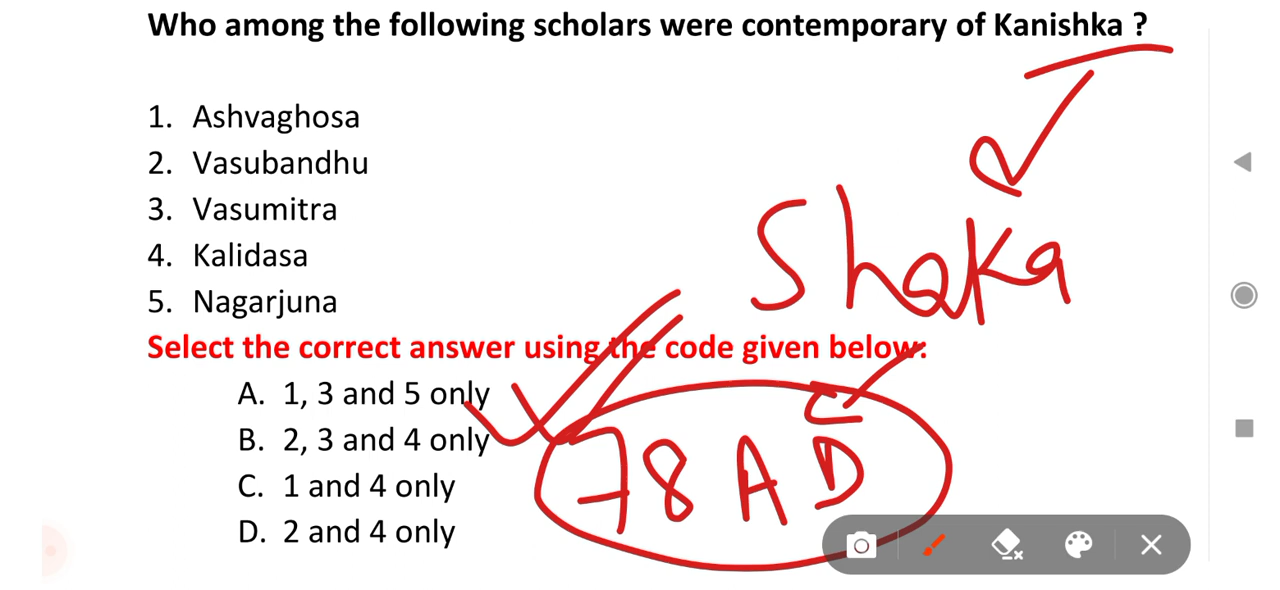 Who among the following scholars were contemporary of Kanishka ?
1. Ashvaghosa
2. Vasubandhu
3. Vasumitra
4. Kalidasa
5. Nagarjuna
Shaka
Select the correct answer using the code given below:
A. 1, 3 and 5 only
B. 2, 3 and 4 only
C. 1 and 4 only
D. 2 and 4 only
78 AD